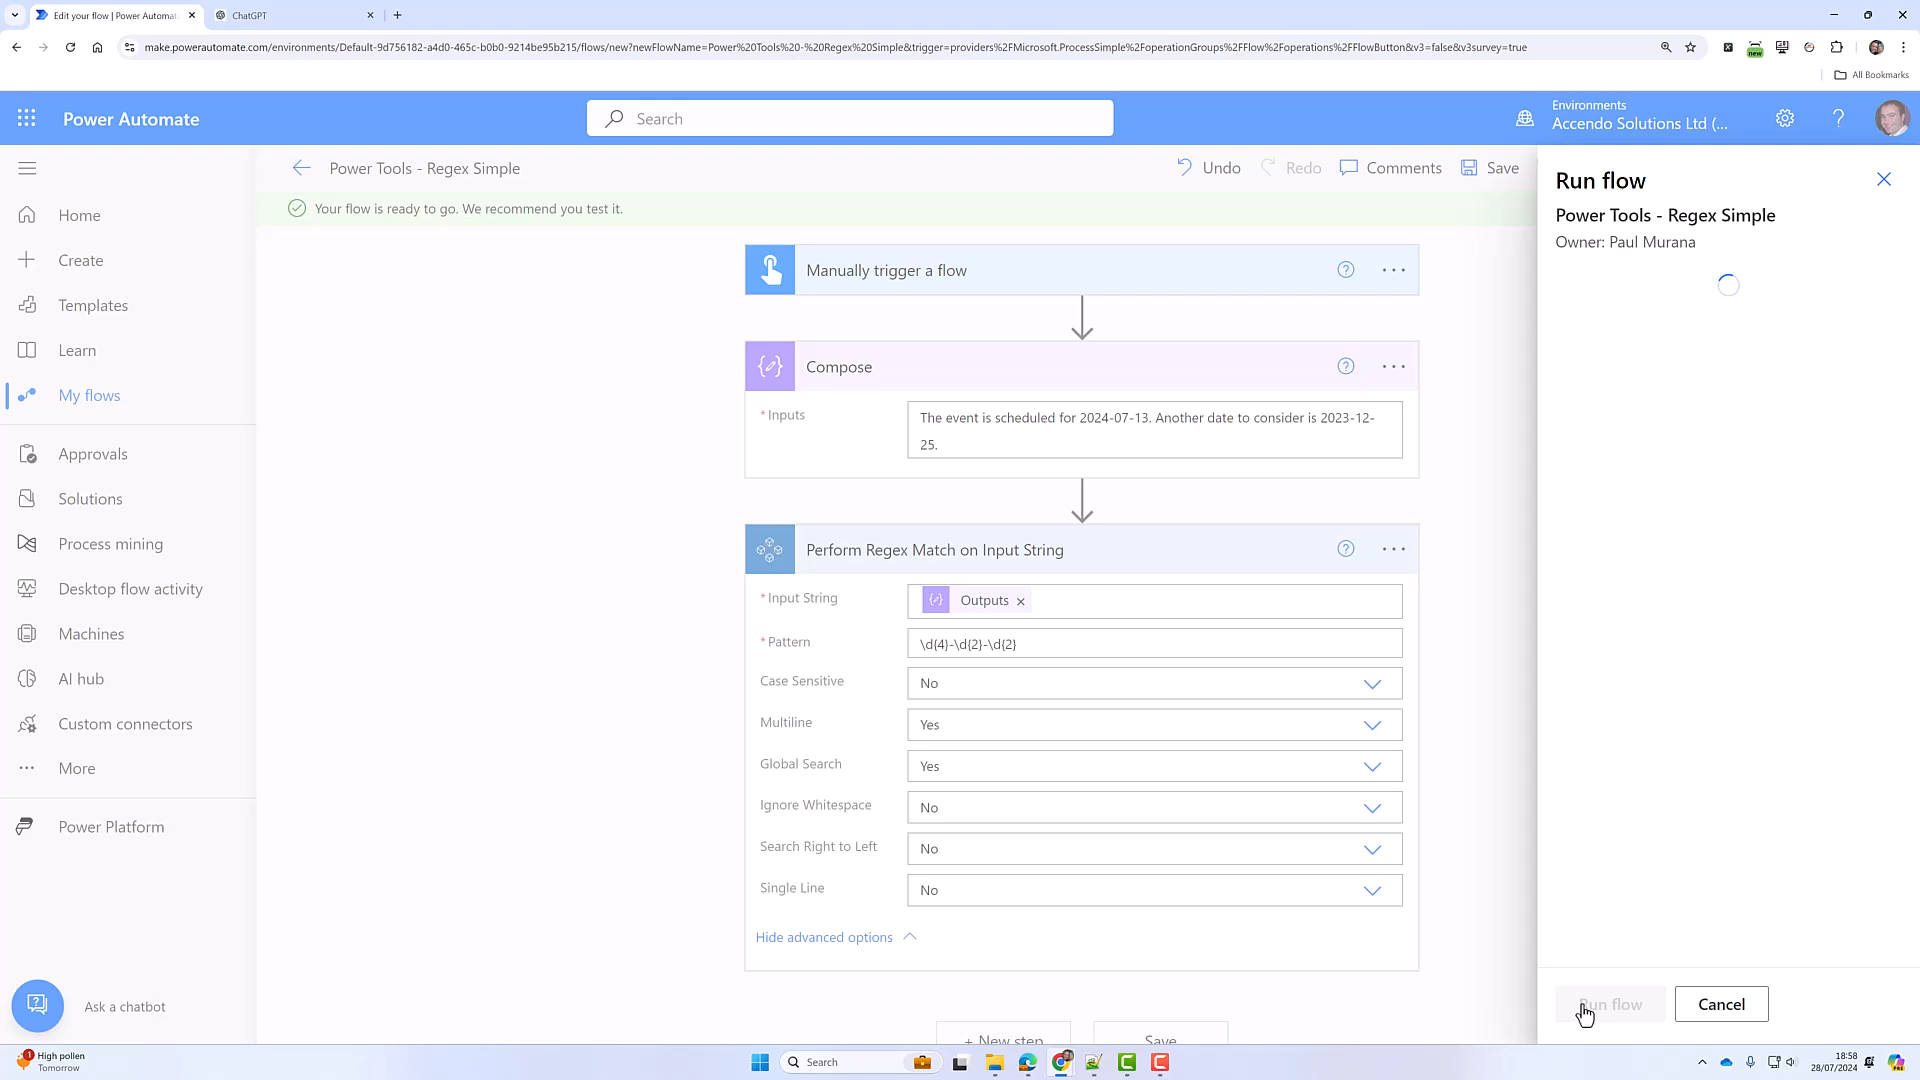 Edit your flow | Power Automate
ChatGPT
make.powerautomate.com/environments/Default-9d756182-a4d0-465c-b0b0-9214be95b215/flows/new?newFlowName=Power%20Tools%20-%20Regex%20Simple&trigger=providers%2FMicrosoft.ProcessSimple%2FoperationGroups%2FFlow%2Foperations%2FFlowButton&v3=false&v3survey=true
new
All Bookmarks
Power Automate
Search
Environments
Accendo Solutions Ltd (...
Home
Create
Templates
Learn
My flows
Approvals
Solutions
Process mining
Desktop flow activity
Machines
AI hub
Custom connectors
More
Power Platform
Ask a chatbot
Power Tools - Regex Simple
Undo
Redo
Comments
Save
Your flow is ready to go. We recommend you test it.
Manually trigger a flow
Compose
* Inputs
The event is scheduled for 2024-07-13. Another date to consider is 2023-12-
25.
Perform Regex Match on Input String
* Input String
Outputs
* Pattern
\d{4}-\d{2}-\d{2}
Case Sensitive
No
Multiline
Yes
Global Search
Yes
Ignore Whitespace
No
Search Right to Left
No
Single Line
No
Hide advanced options
+ New step
Save
Run flow
Power Tools - Regex Simple
Owner: Paul Murana
Run flow
Cancel
1
High pollen
Tomorrow
Search
18:58
28/07/2024
PRE